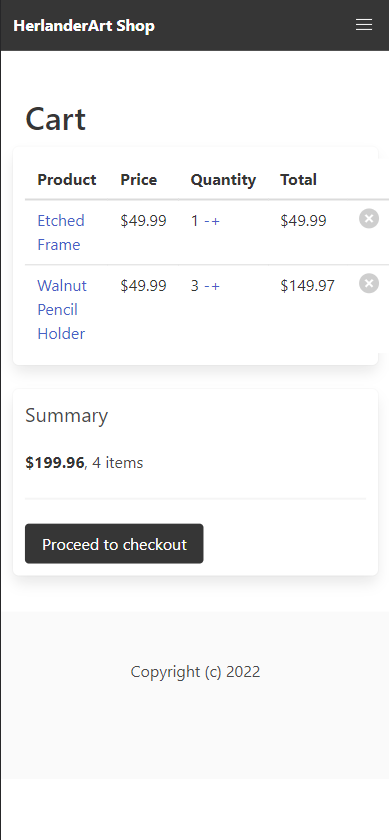 HerlanderArt Shop
Cart
Product Price Quantity Total
Etched Frame $49.99 1 -+ $49.99
Walnut Pencil Holder $49.99 3 -+ $149.97
Summary
$199.96, 4 items
Proceed to checkout
Copyright (c) 2022